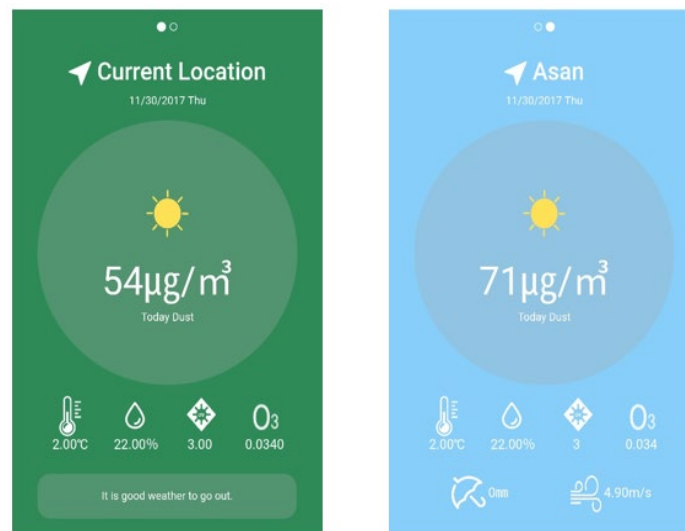 Current Location
11/30/2017 Thu
54µg/㎥
Today Dust
2.00℃ 22.00% 3.00 0.0340
O3
It is good weather to go out.
Asan
11/30/2017 Thu
71µg/㎥
Today Dust
O3
2.00℃ 22.00% 3 0.034
0㎜ 4.90m/s